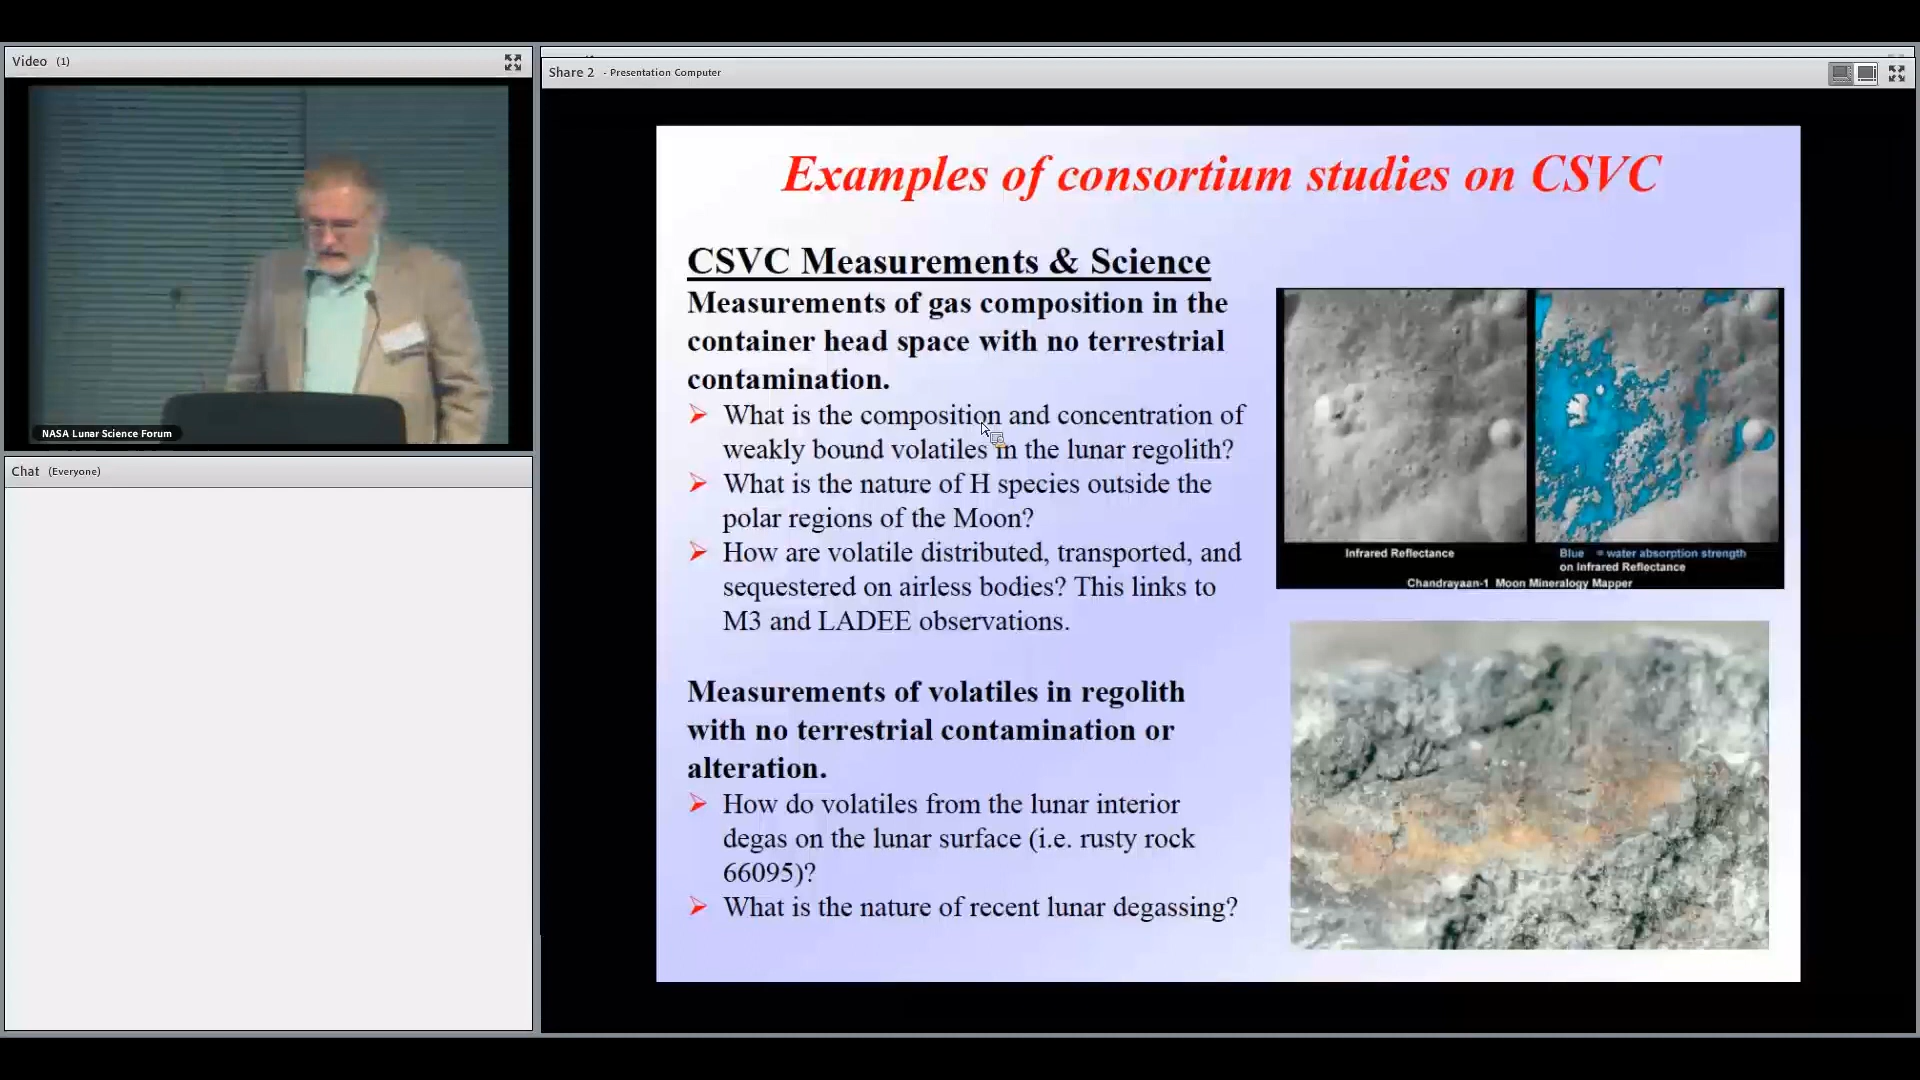 Video (1)
NASA Lunar Science Forum
Chat (Everyone)
Share 2 - Presentation Computer
Examples of consortium studies on CSVC
CSVC Measurements & Science
Measurements of gas composition in the
container head space with no terrestrial
contamination.
What is the composition and concentration of
weakly bound volatiles in the lunar regolith?
What is the nature of H species outside the
polar regions of the Moon?
How are volatile distributed, transported, and
sequestered on airless bodies? This links to
M3 and LADEE observations.
Measurements of volatiles in regolith
with no terrestrial contamination or
alteration.
How do volatiles from the lunar interior
degas on the lunar surface (i.e. rusty rock
66095)?
What is the nature of recent lunar degassing?
Infrared Reflectance
Blue = water absorption strength
on Infrared Reflectance
Chandrayaan-1 Moon Mineralogy Mapper